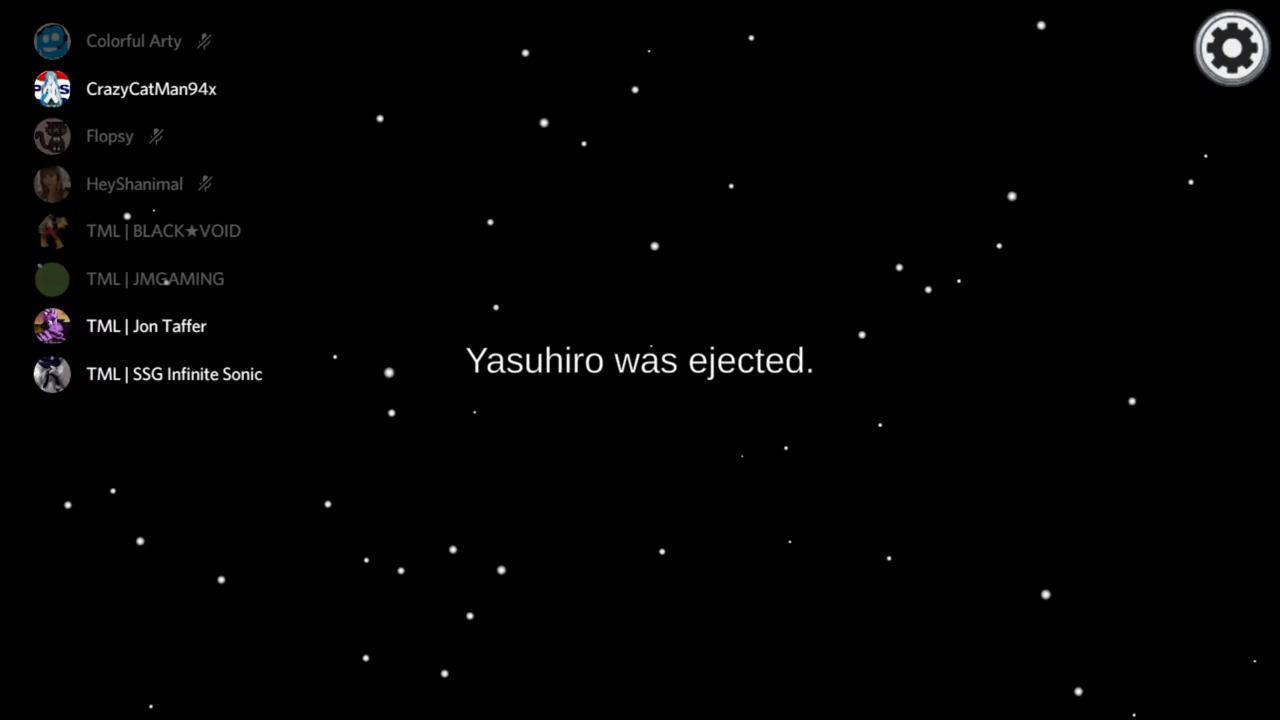 Colorful Arty
CrazyCatMan94x
Flopsy
HeyShanimal
TML | BLACK★VOID
TML | JMGAMING
TML | Jon Taffer
TML | SSG Infinite Sonic
Yasuhiro was ejected.